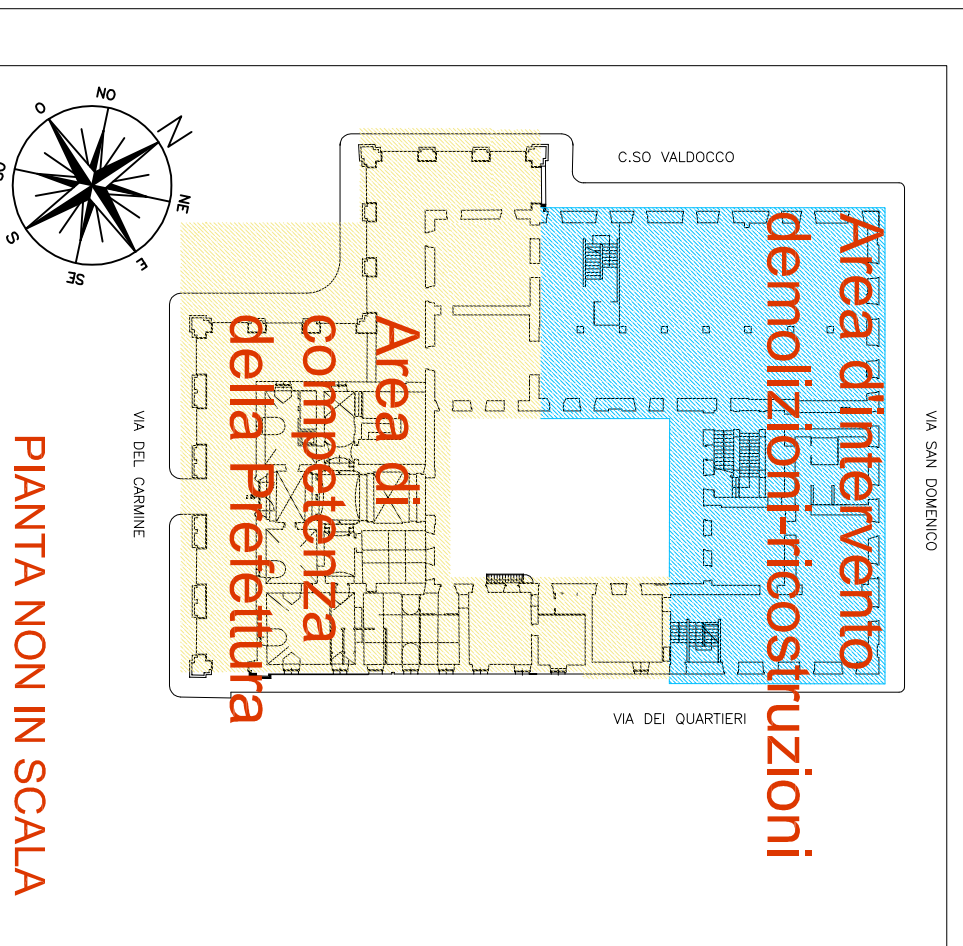 NO
N
NE
E
SE
S
O
C.SO VALDOCCO
VIA SAN DOMENICO
VIA DEL CARMINE
VIA DEI QUARTIERI
Area d'intervento
demolizioni-ricostruzioni
Area di
competenza
della Prefettura
PIANTA NON IN SCALA